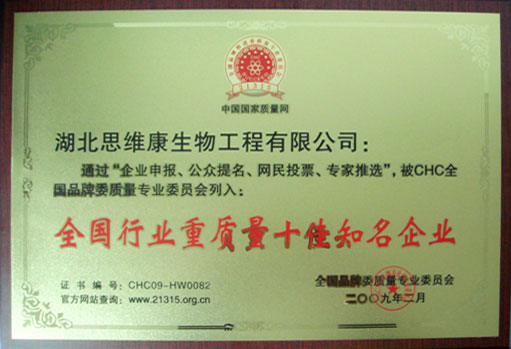 21315
中国国家质量网
湖北思维康生物工程有限公司：
通过“企业申报、公众提名、网民投票、专家推选”，被CHC全
国品牌委质量专业委员会列入：
全国行业重质量十佳知名企业
证书编号：CHC09-HW0082
官方网站查询：www.21315.org.cn
全国品牌委质量专业委员会
二〇〇九年二月